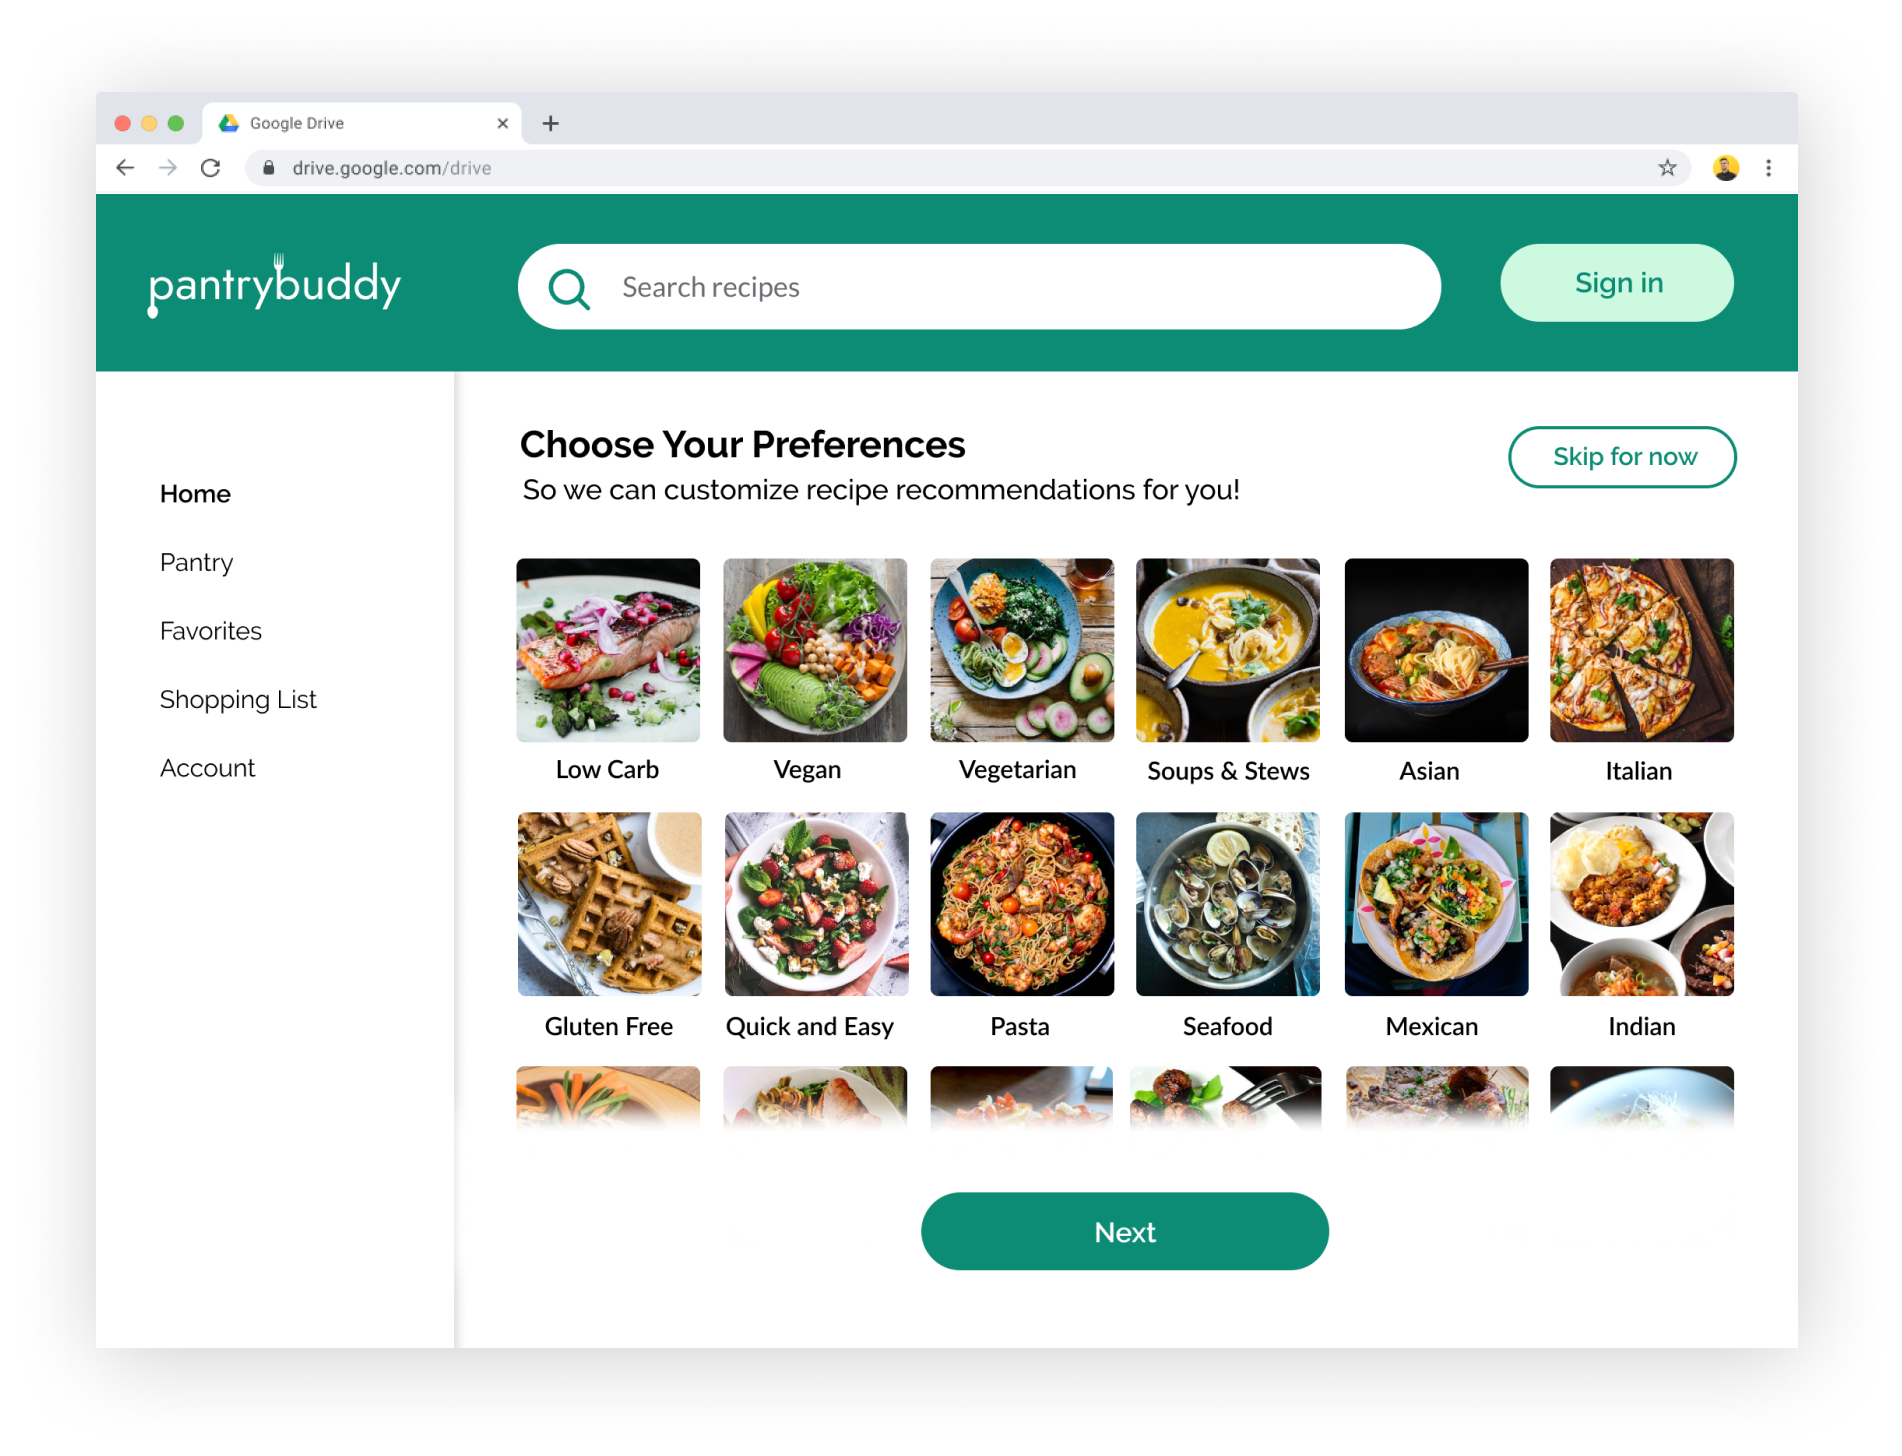 Google Drive
drive.google.com/drive
pantrybuddy
Search recipes
Sign in
Choose Your Preferences
So we can customize recipe recommendations for you!
Skip for now
Home
Pantry
Favorites
Shopping List
Account
Low Carb
Vegan
Vegetarian
Soups & Stews
Asian
Italian
Gluten Free
Quick and Easy
Pasta
Seafood
Mexican
Indian
Next